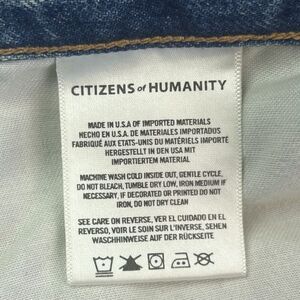 CITIZENS of HUMANITY
MADE IN U.S.A OF IMPORTED MATERIALS
HECHO EN U.S.A. DE MATERIALES IMPORTADOS
FABRIQUÉ AUX ETATS-UNIS DU MATÉRIELS IMPORTÉ
HERGESTELLT IN DEN USA MIT
IMPORTIERTEM MATERIAL
MACHINE WASH COLD INSIDE OUT, GENTLE CYCLE,
DO NOT BLEACH, TUMBLE DRY LOW, IRON MEDIUM IF
NECESSARY, IF DECORATED OR PRINTED DO NOT
IRON, DO NOT DRY CLEAN
SEE CARE ON REVERSE, VER EL CUIDADO EN EL
REVERSO, VOIR LE SOIN SUR L'INVERSE, SEHEN
WASCHHINWEISE AUF DER RÜCKSEITE